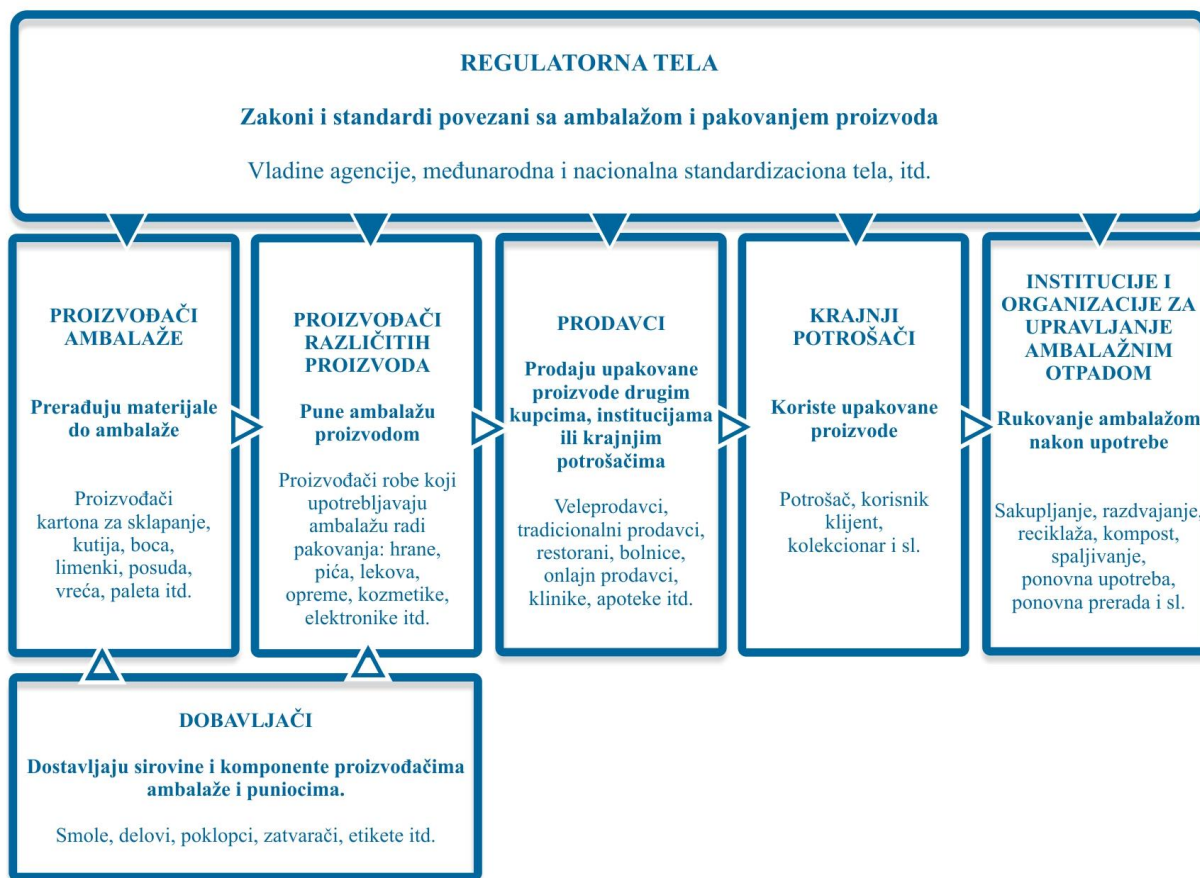 REGULATORNA TELA
Zakoni i standardi povezani sa ambalažom i pakovanjem proizvoda
Vladine agencije, međunarodna i nacionalna standardizaciona tela, itd.
PROIZVOĐAČI
AMBALAŽE
Prerađuju materijale
do ambalaže
Proizvođači
kartona za sklapanje,
kutija, boca,
limenki, posuda,
vreća, paleta itd.
PROIZVOĐAČI
RAZLIČITIH
PROIZVODA
Pune ambalažu
proizvodom
Proizvođači robe koji
upotrebljavaju
ambalažu radi
pakovanja: hrane,
pića, lekova,
opreme, kozmetike,
elektronike itd.
PRODAVCI
Prodaju upakovane
proizvode drugim
kupcima, institucijama
ili krajnjim
potrošačima
Veleprodavci,
tradicionalni prodavci,
restorani, bolnice,
onlajn prodavci,
klinike, apoteke itd.
KRAJNJI
POTROŠAČI
Koriste upakovane
proizvode
Potrošač, korisnik
klijent,
kolekcionar i sl.
INSTITUCIJE I
ORGANIZACIJE ZA
UPRAVLJANJE
AMBALAŽNIM
OTPADOM
Rukovanje ambalažom
nakon upotrebe
Sakupljanje, razdvajanje,
reciklaža, kompost,
spaljivanje,
ponovna upotreba,
ponovna prerada i sl.
DOBAVLJAČI
Dostavljaju sirovine i komponente proizvođačima
ambalaže i puniocima.
Smole, delovi, poklopci, zatvarači, etikete itd.